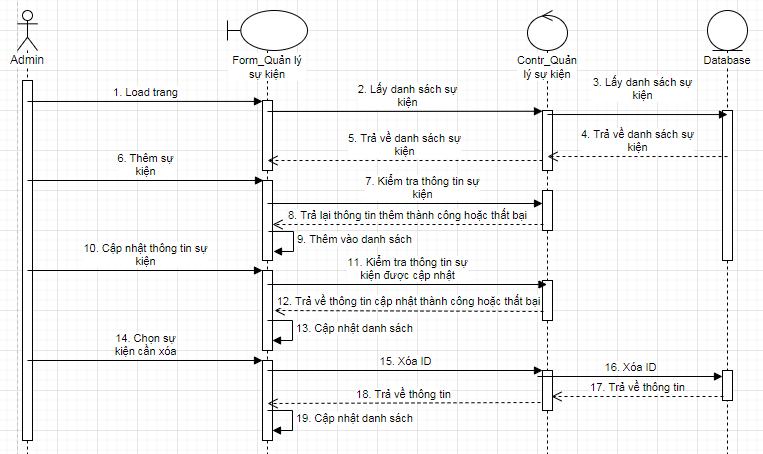 Admin
Form_Quản lý
sự kiện
Contr_Quản
lý sự kiện
Database
1. Load trang
2. Lấy danh sách sự
kiện
3. Lấy danh sách sự
kiện
4. Trả về danh sách sự
kiện
5. Trả về danh sách sự
kiện
6. Thêm sự
kiện
7. Kiểm tra thông tin sự
kiện
8. Trả lại thông tin thêm thành công hoặc thất bại
9. Thêm vào danh sách
10. Cập nhật thông tin sự
kiện
11. Kiểm tra thông tin sự
kiện được cập nhật
12. Trả về thông tin cập nhật thành công hoặc thất bại
13. Cập nhật danh sách
14. Chọn sự
kiện cần xóa
15. Xóa ID
16. Xóa ID
17. Trả về thông tin
18. Trả về thông tin
19. Cập nhật danh sách